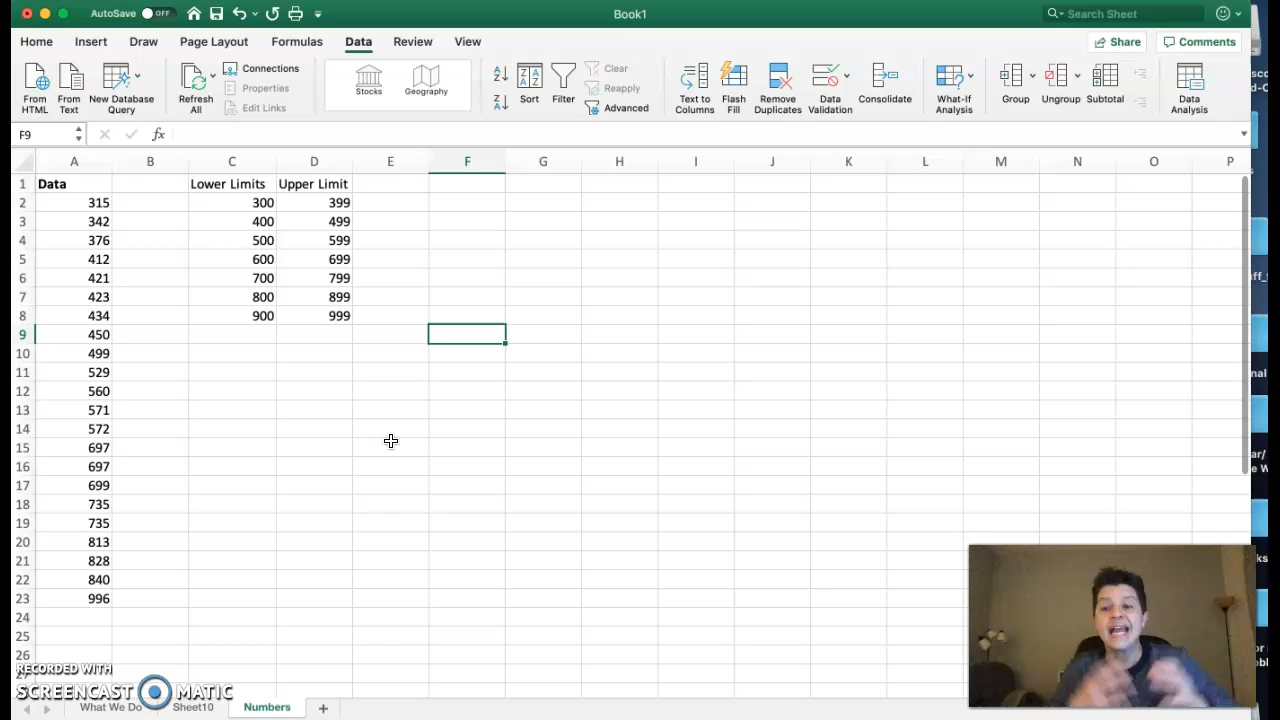 AutoSave OFF
Book1
Search Sheet
Home Insert Draw Page Layout Formulas Data Review View
Share Comments
From HTML
From Text
New Database Query
Refresh All
Connections
Properties
Edit Links
Stocks
Geography
A Z
Z A
Sort
Filter
Clear
Reapply
Advanced
Text to Columns
Flash Fill
Remove Duplicates
Data Validation
Consolidate
What-If Analysis
Group
Ungroup
Subtotal
Data Analysis
F9 fx
A B C D E F G H I J K L M N O P
1 Data Lower Limits Upper Limit
2 315 300 399
3 342 400 499
4 376 500 599
5 412 600 699
6 421 700 799
7 423 800 899
8 434 900 999
9 450
10 499
11 529
12 560
13 571
14 572
15 697
16 697
17 699
18 735
19 735
20 813
21 828
22 840
23 996
24
25
26
RECORDED WITH
SCREENCAST MATIC
What We Do Sheet10 Numbers +